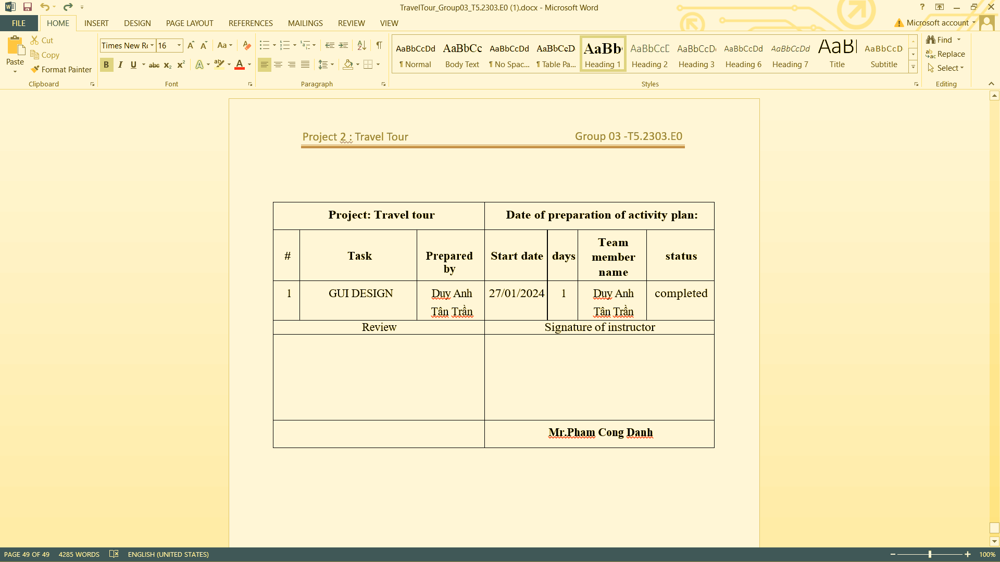 TravelTour_Group03_T5.2303.E0 (1).docx - Microsoft Word
FILE HOME INSERT DESIGN PAGE LAYOUT REFERENCES MAILINGS REVIEW VIEW Microsoft account
Paste
Cut
Copy
Format Painter
Clipboard
Times New Ro 16
Font
Paragraph
AaBbCcDd AaBbCc AaBbCcDd AaBbCcD AaBb AaBbCcD AaBbCcD AaBbCcDd AaBbCcDd AaB AaBbCcD
¶ Normal Body Text ¶ No Spac... ¶ Table Pa... Heading 1 Heading 2 Heading 3 Heading 6 Heading 7 Title Subtitle
Styles
Find
Replace
Select
Editing
Project 2 : Travel Tour Group 03 -T5.2303.E0
Project: Travel tour Date of preparation of activity plan:
# Task Prepared by Start date days Team member name status
1 GUI DESIGN Duy Anh 27/01/2024 1 Duy Anh completed
Tân Trần Tân Trần
Review Signature of instructor
Mr.Pham Cong Danh
PAGE 49 OF 49 4285 WORDS ENGLISH (UNITED STATES) 100%